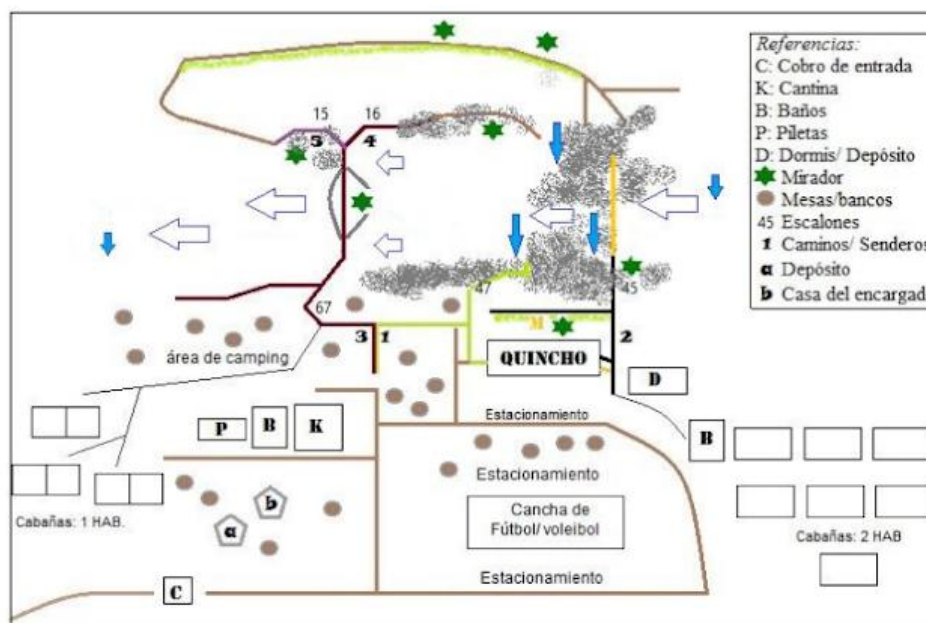 15
16
5
4
67
47
45
3
1
M
2
QUINCHO
área de camping
D
Estacionamiento
P
B
K
B
Estacionamiento
Cabañas: 1 HAB.
b
a
Cancha de
Fútbol/voleibol
Cabañas: 2 HAB
Estacionamiento
C
Referencias:
C: Cobro de entrada
K: Cantina
B: Baños
P: Piletas
D: Dormis/ Depósito
Mirador
Mesas/bancos
45 Escalones
1 Caminos/ Senderos
a Depósito
b Casa del encargad